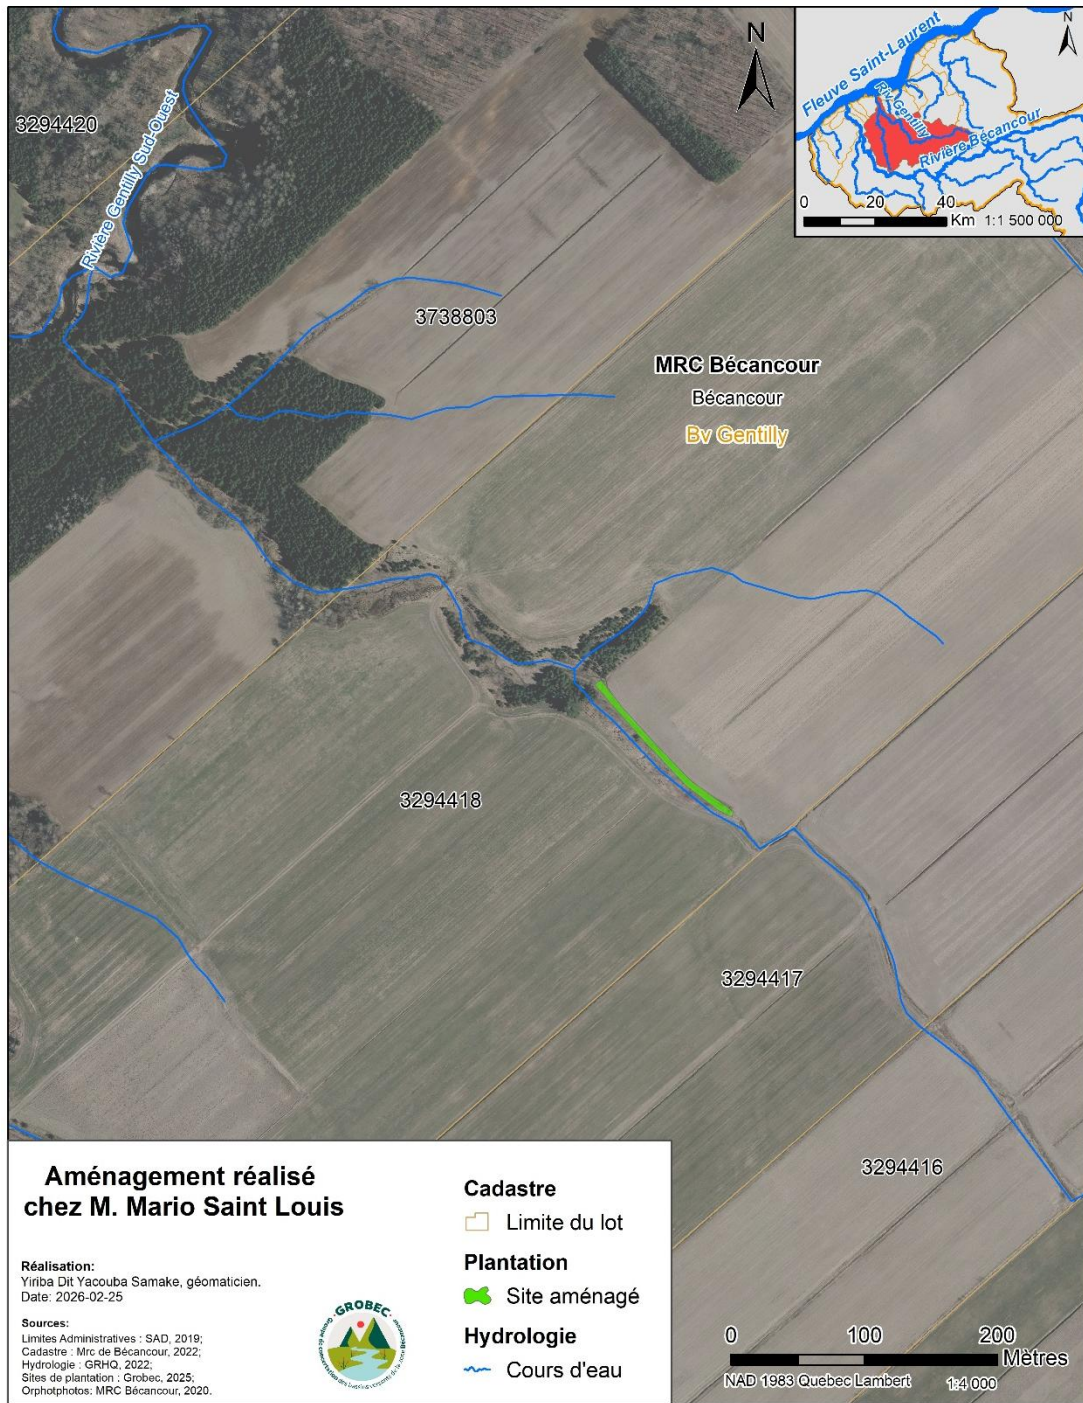 N
N
Fleuve Saint-Laurent
Riv. Gentilly
Rivière Bécancour
0 20 40
Km 1:1 500 000
3294420
Rivière Gentilly Sud-Ouest
3738803
MRC Bécancour
Bécancour
Bv Gentilly
3294418
3294417
3294416
Aménagement réalisé
chez M. Mario Saint Louis
Réalisation:
Yiriba Dit Yacouba Samake, géomaticien.
Date: 2026-02-25
Sources:
Limites Administratives : SAD, 2019;
Cadastre : Mrc de Bécancour, 2022;
Hydrologie : GRHQ, 2022;
Sites de plantation : Grobec, 2025;
Orphotphotos: MRC Bécancour, 2020.
GROBEC
Cadastre
Limite du lot
Plantation
Site aménagé
Hydrologie
Cours d'eau
0 100 200
Mètres
NAD 1983 Quebec Lambert 1:4 000